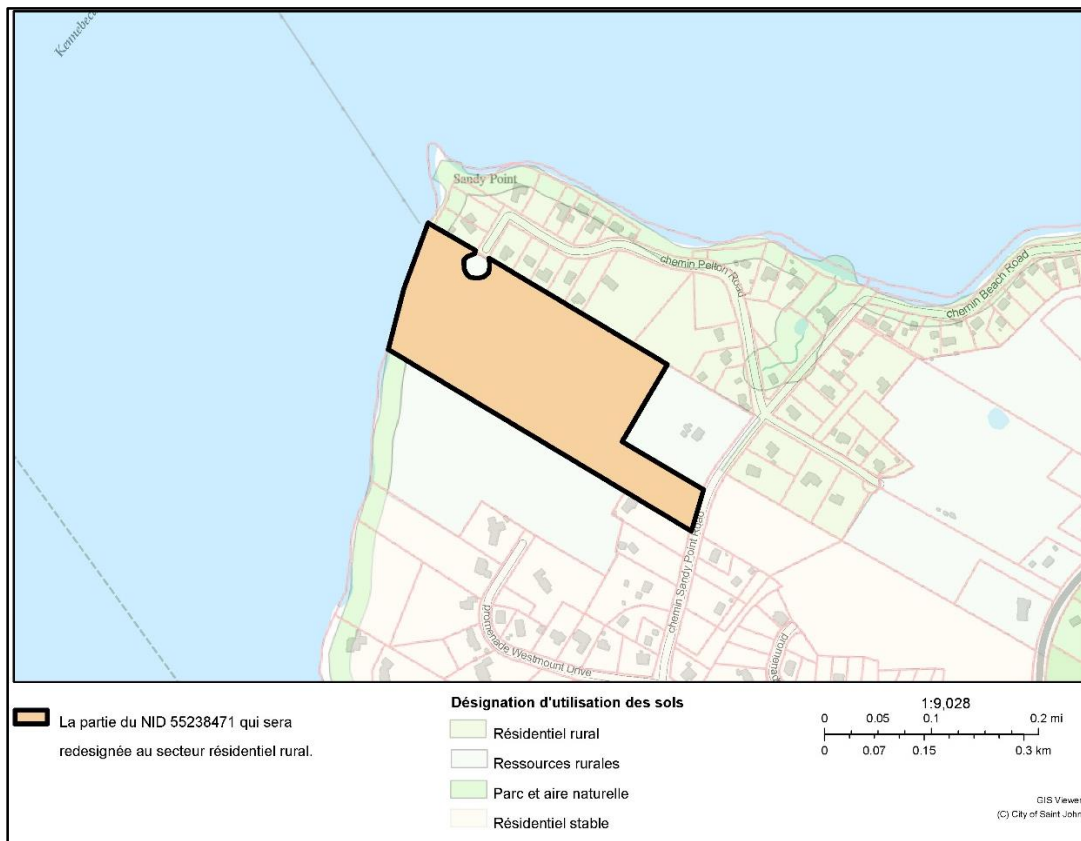 Sandy Point
chemin Pelton Road
chemin Beach Road
chemin Sandy Point Road
promenade Westmount Drive
La partie du NID 55238471 qui sera
redesignée au secteur résidentiel rural.
Désignation d'utilisation des sols
Résidentiel rural
Ressources rurales
Parc et aire naturelle
Résidentiel stable
1:9,028
0 0.05 0.1 0.2 mi
0 0.07 0.15 0.3 km
GIS Viewer
(C) City of Saint John